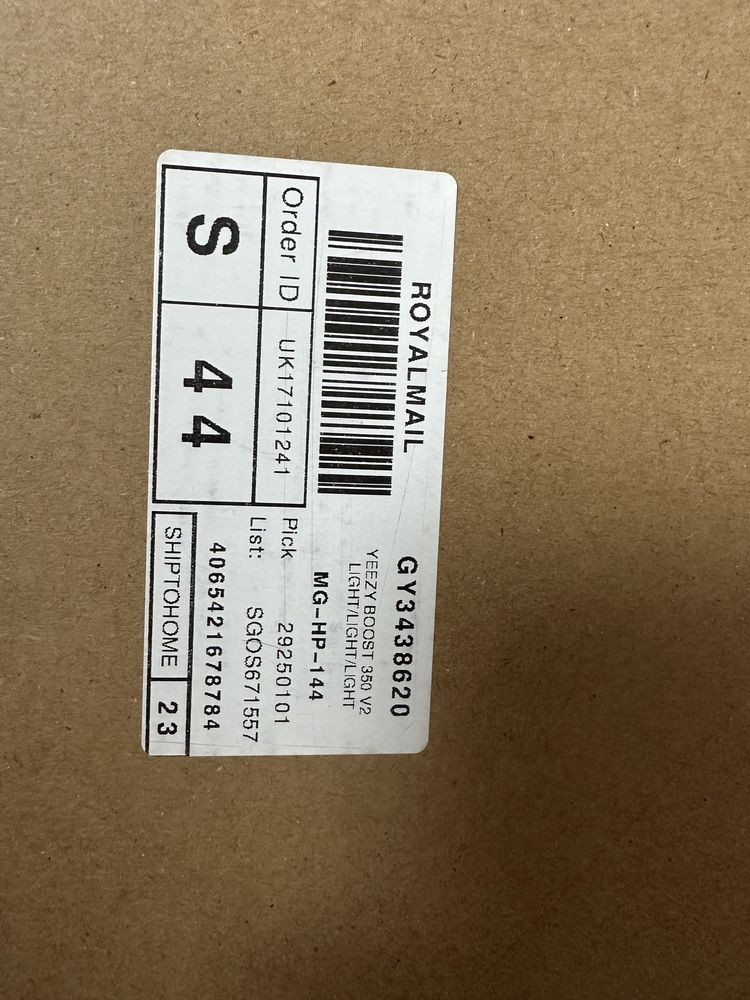 ROYALMAIL
GY3438620
YEEZY BOOST 350 V2
LIGHT/LIGHT/LIGHT
MG-HP-144
Order ID
UK17101241
Pick 29250101
List: SGOS671557
S
44
4065421678784
SHIPTOHOME
23